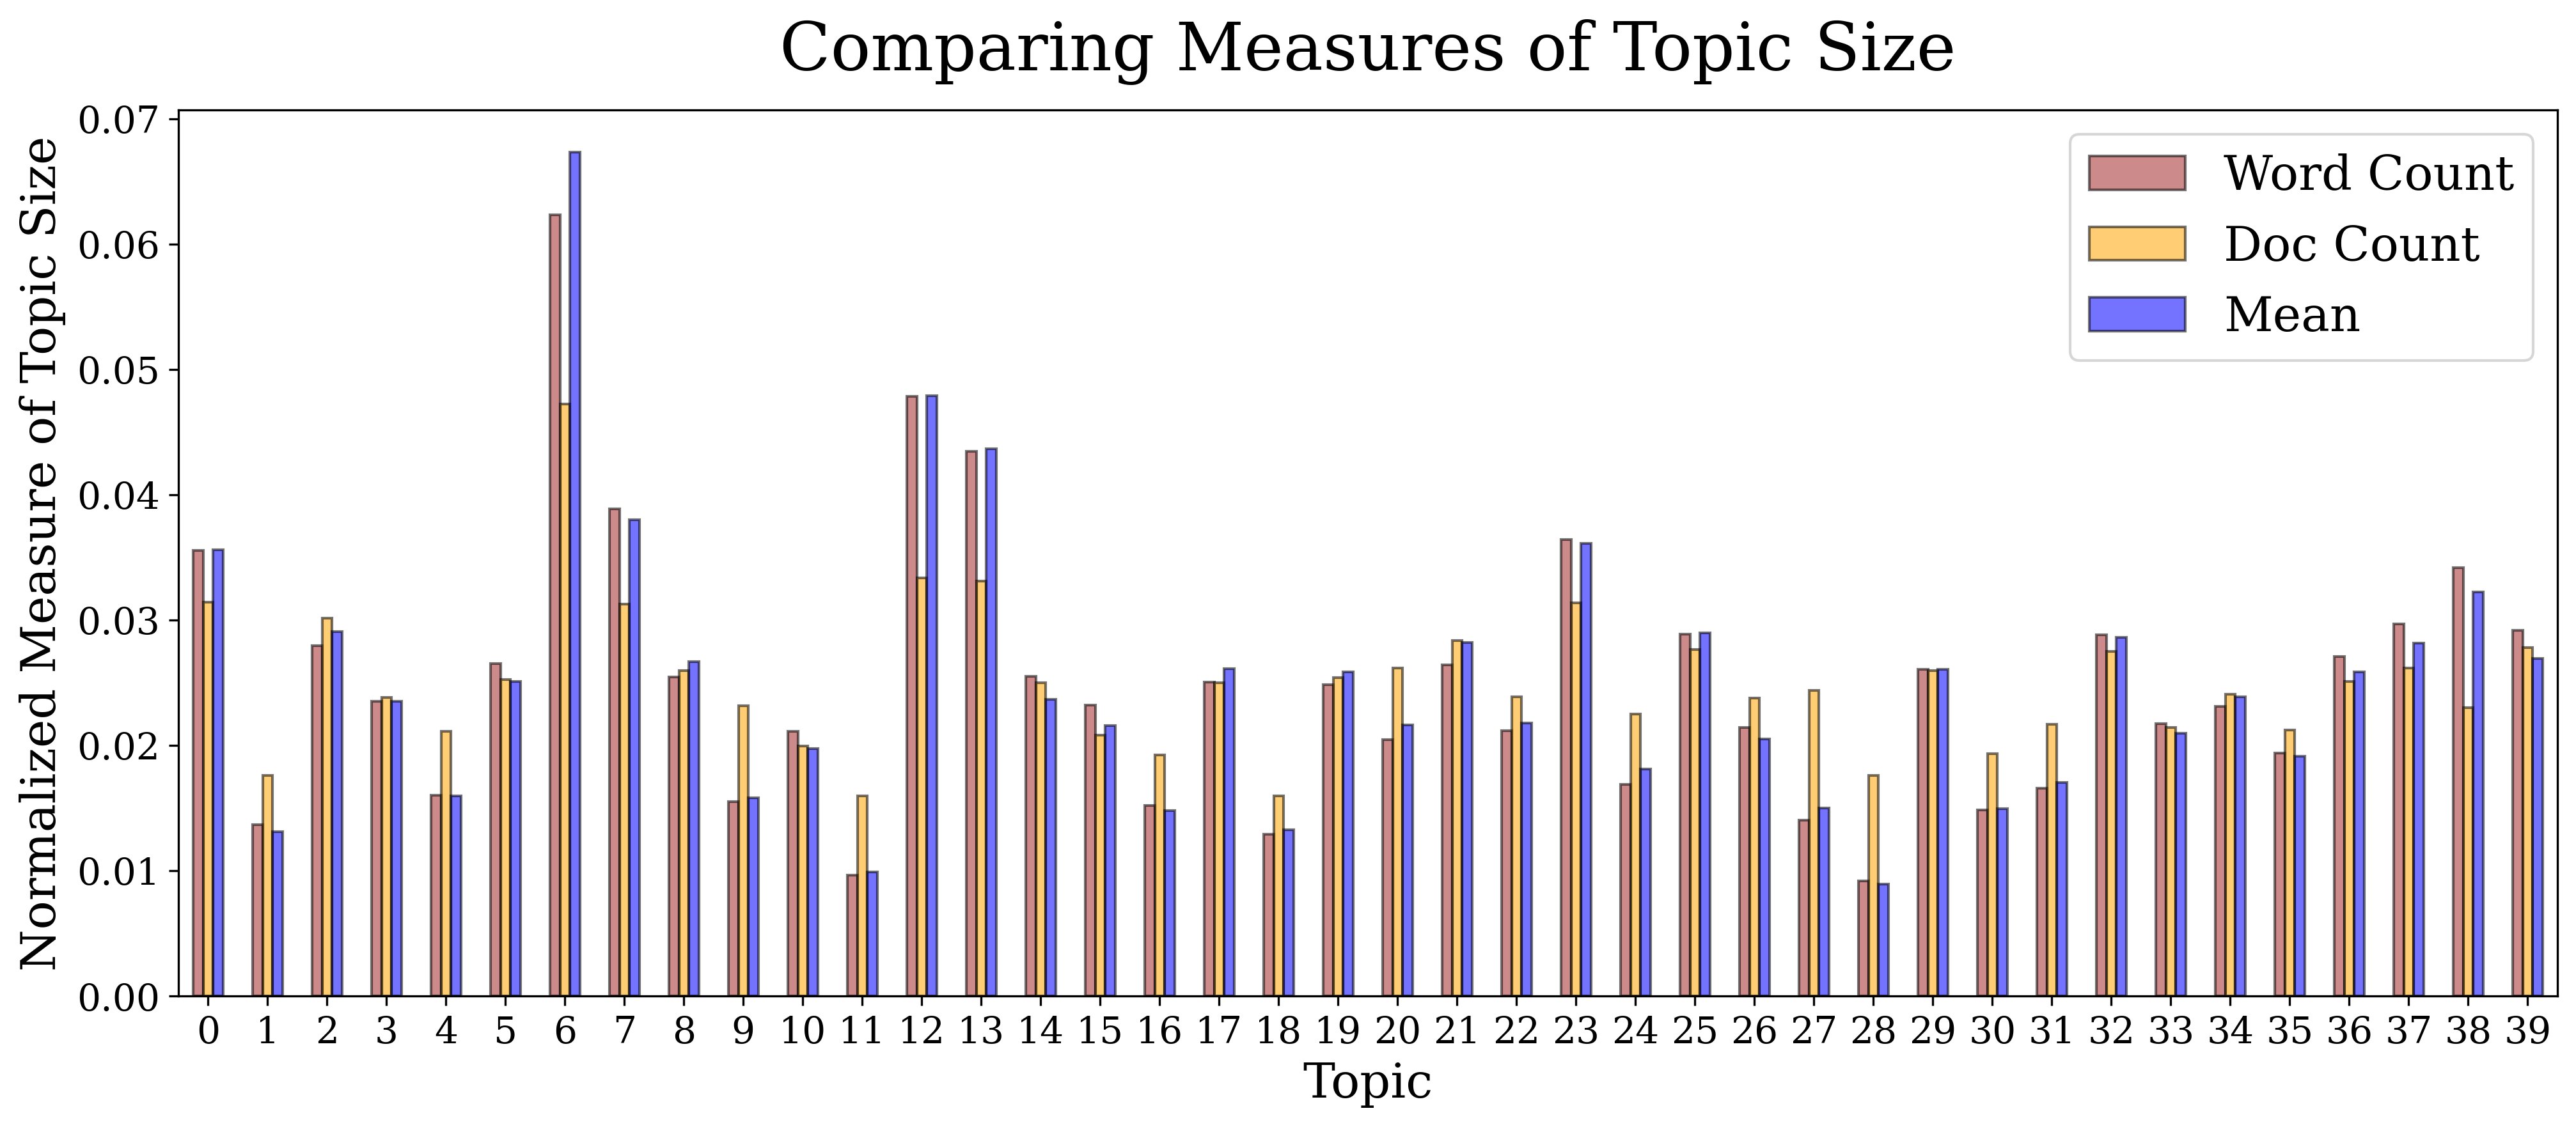 Comparing Measures of Topic Size
Normalized Measure of Topic Size
0.07
0.06
0.05
0.04
0.03
0.02
0.01
0.00
Word Count
Doc Count
Mean
0 1 2 3 4 5 6 7 8 9 10 11 12 13 14 15 16 17 18 19 20 21 22 23 24 25 26 27 28 29 30 31 32 33 34 35 36 37 38 39
Topic